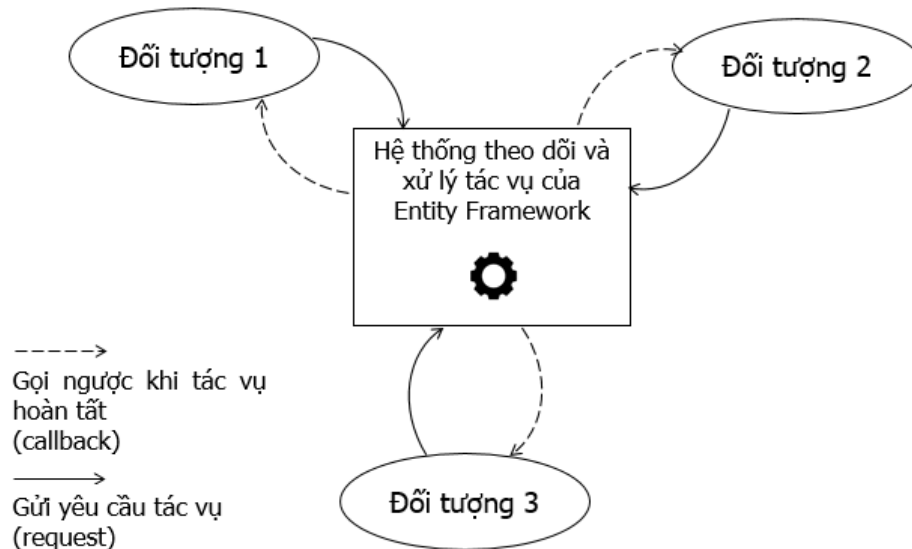 Đối tượng 1
Đối tượng 2
Hệ thống theo dõi và
xử lý tác vụ của
Entity Framework
Gọi ngược khi tác vụ
hoàn tất
(callback)
Gửi yêu cầu tác vụ
(request)
Đối tượng 3